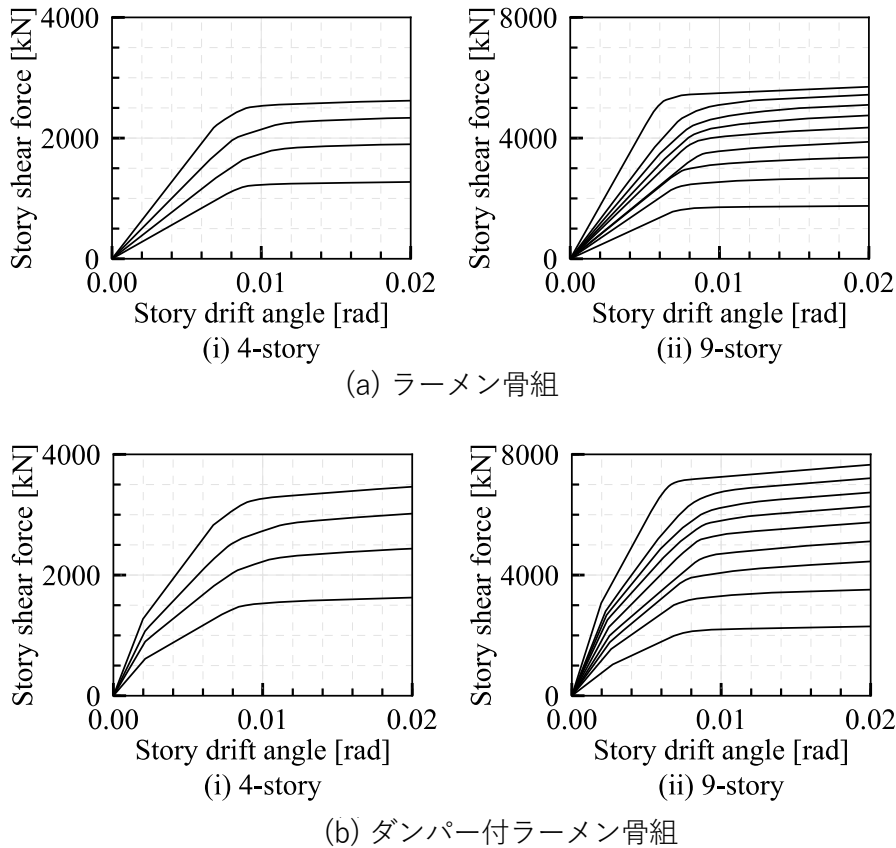 Story shear force [kN]
4000
2000
0
0.00 0.01 0.02
Story drift angle [rad]
(i) 4-story
Story shear force [kN]
8000
4000
0
0.00 0.01 0.02
Story drift angle [rad]
(ii) 9-story
(a) ラーメン骨組
Story shear force [kN]
4000
2000
0
0.00 0.01 0.02
Story drift angle [rad]
(i) 4-story
Story shear force [kN]
8000
4000
0
0.00 0.01 0.02
Story drift angle [rad]
(ii) 9-story
(b) ダンパー付ラーメン骨組